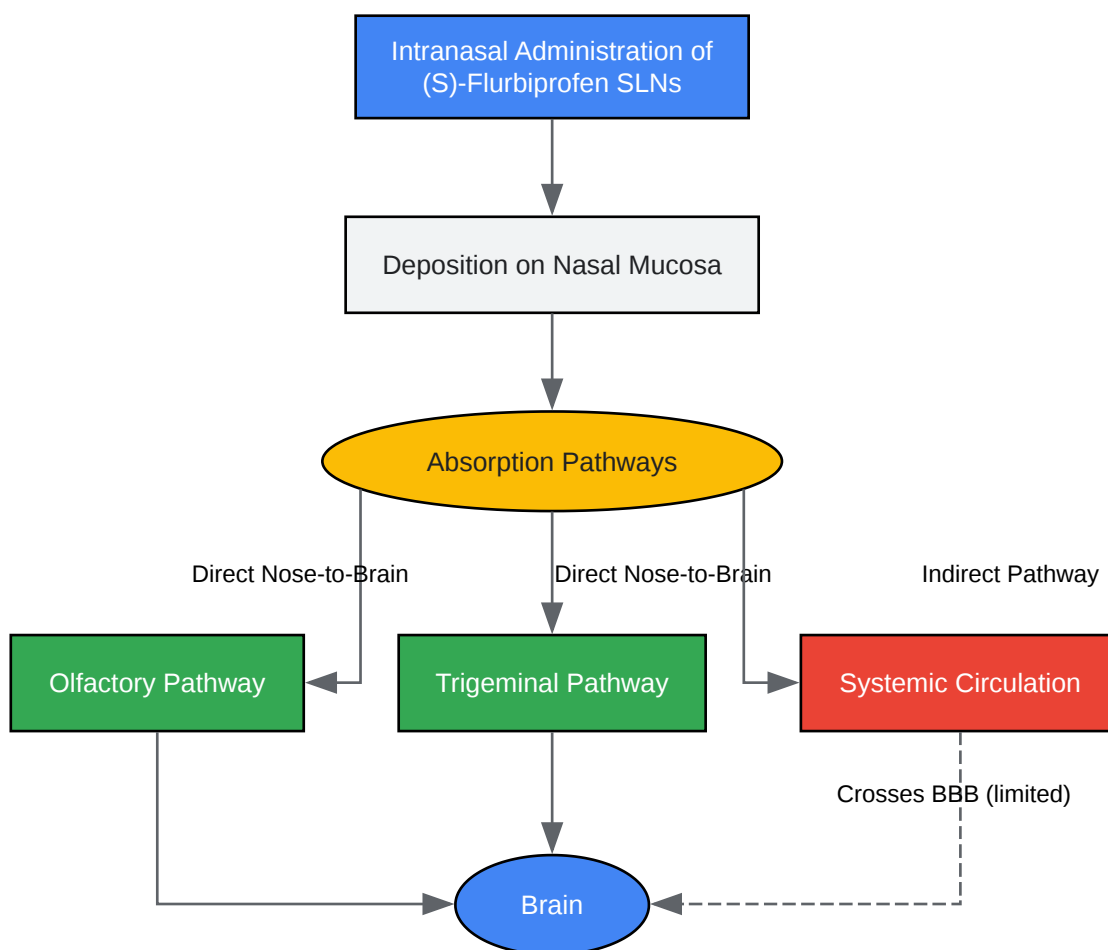 Intranasal Administration of
(S)-Flurbiprofen SLNs
Deposition on Nasal Mucosa
Absorption Pathways
Direct Nose-to-Brain
Direct Nose-to-Brain
Indirect Pathway
Olfactory Pathway
Trigeminal Pathway
Systemic Circulation
Crosses BBB (limited)
Brain